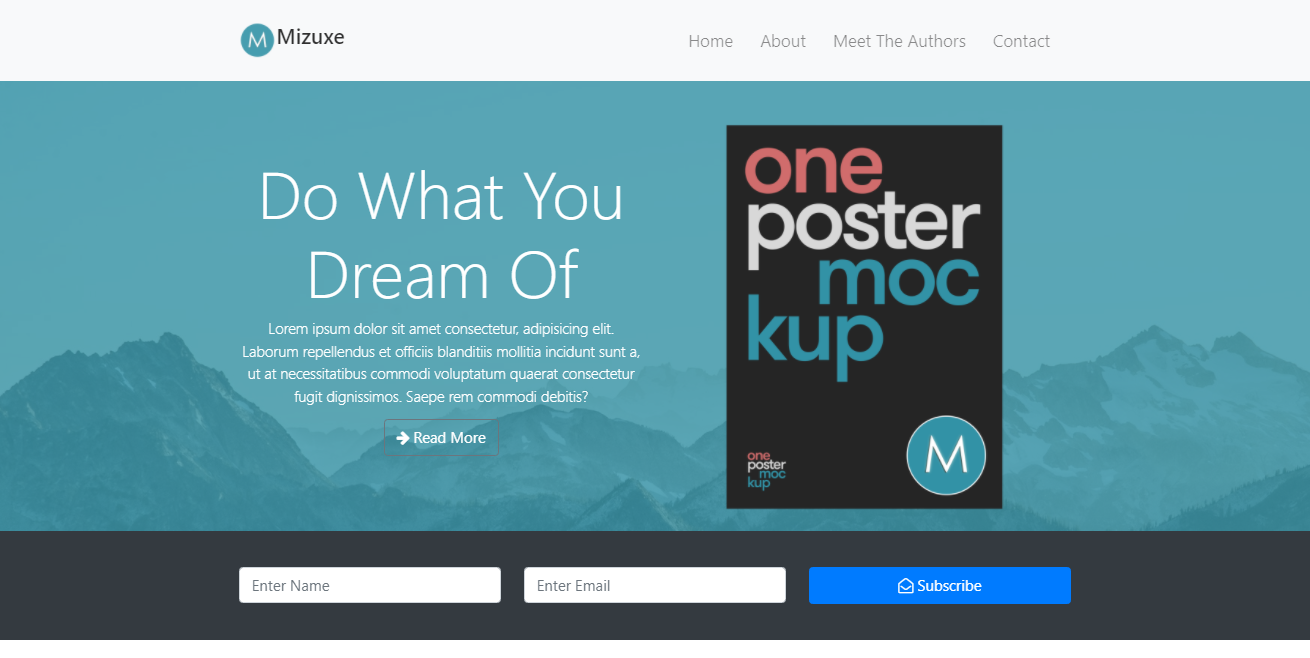 M Mizuxe
Home About Meet The Authors Contact
Do What You
Dream Of
Lorem ipsum dolor sit amet consectetur, adipisicing elit.
Laborum repellendus et officiis blanditiis mollitia incidunt sunt a,
ut at necessitatibus commodi voluptatum quaerat consectetur
fugit dignissimos. Saepe rem commodi debitis?
Read More
one
poster
moc
kup
one
poster
moc
kup
M
Enter Name
Enter Email
Subscribe